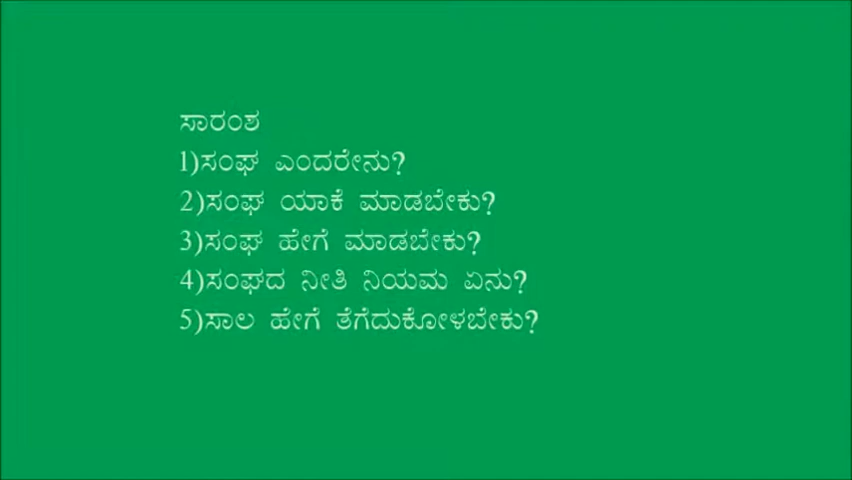 ಸಾರಂಶ
1)ಸಂಘ ಎಂದರೇನು?
2)ಸಂಘ ಯಾಕೆ ಮಾಡಬೇಕು?
3)ಸಂಘ ಹೇಗೆ ಮಾಡಬೇಕು?
4)ಸಂಘದ ನೀತಿ ನಿಯಮ ಏನು?
5)ಸಾಲ ಹೇಗೆ ತೆಗೆದುಕೋಳಬೇಕು?